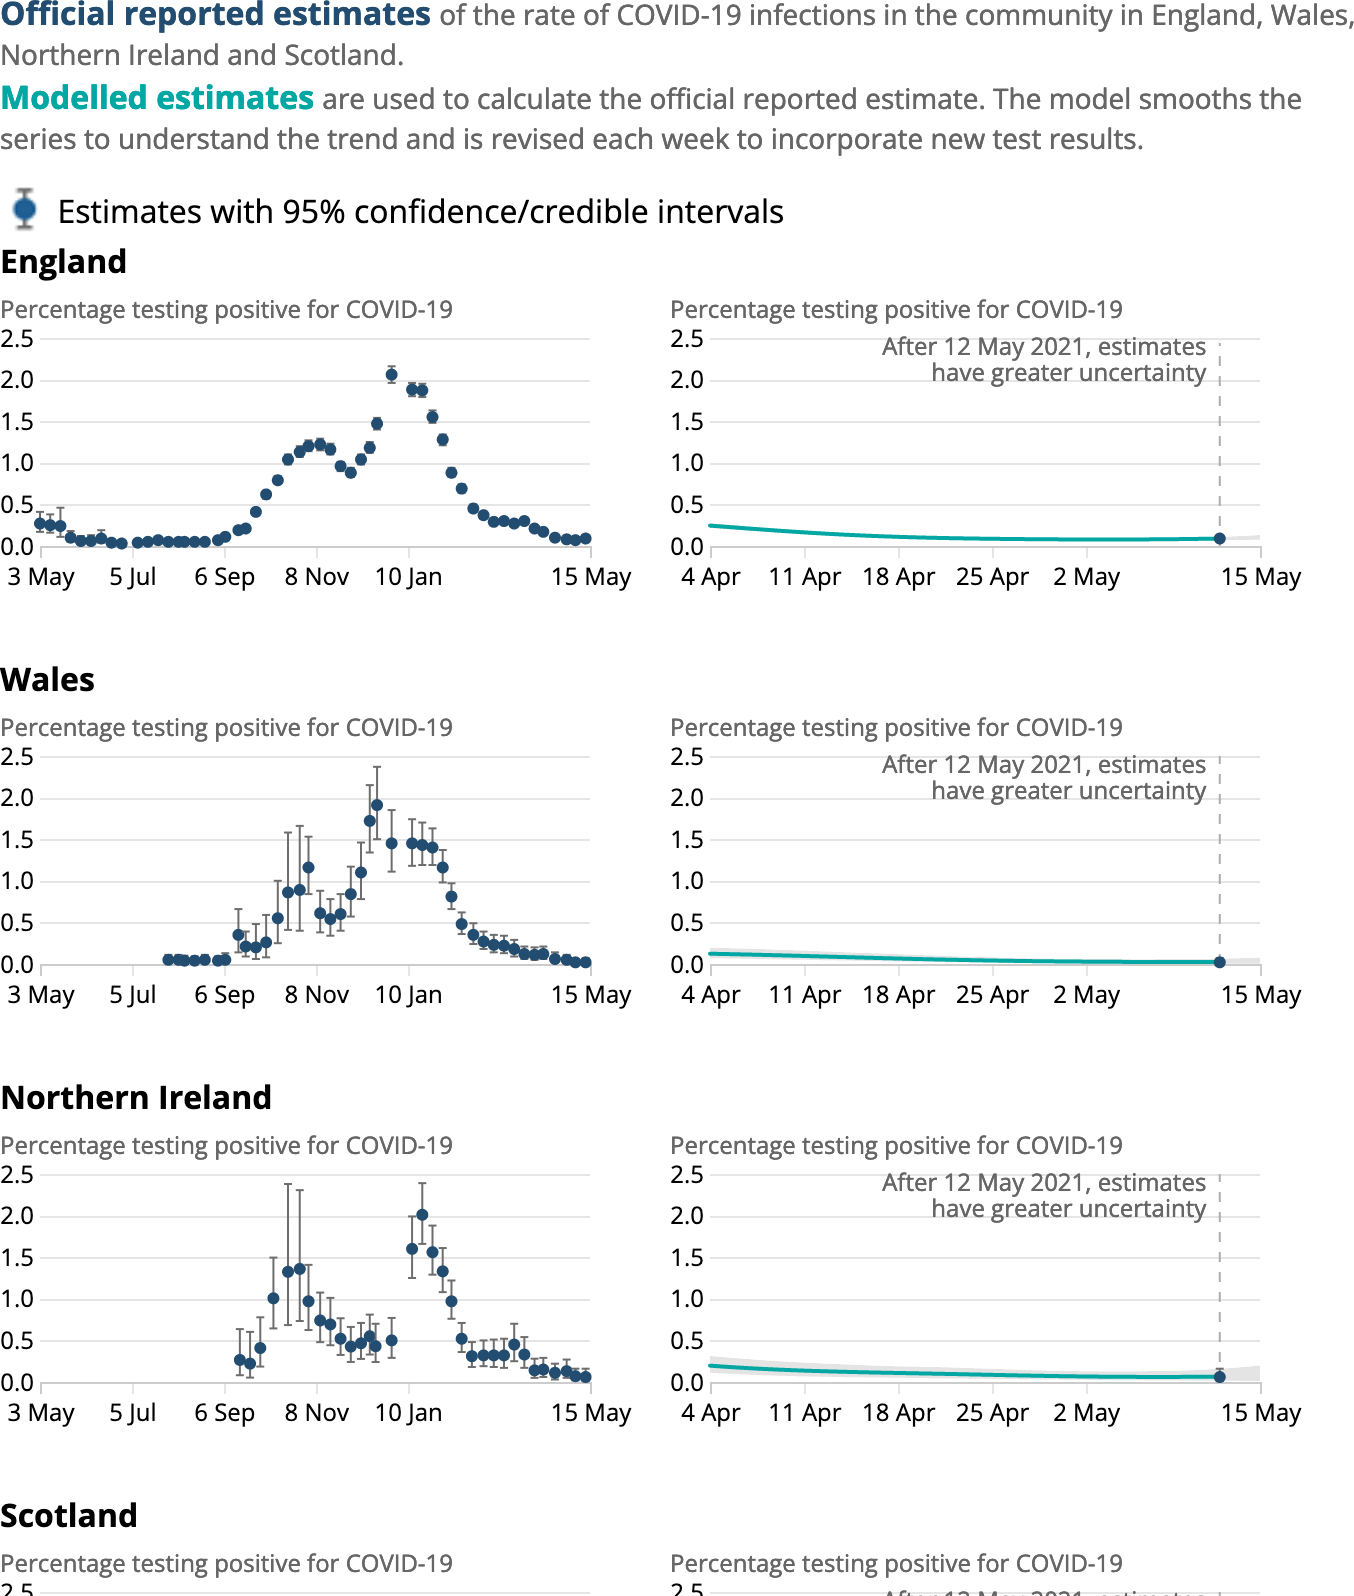 Official reported estimates of the rate of COVID-19 infections in the community in England, Wales,
Northern Ireland and Scotland.
Modelled estimates are used to calculate the official reported estimate. The model smooths the
series to understand the trend and is revised each week to incorporate new test results.
Estimates with 95% confidence/credible intervals
England
Percentage testing positive for COVID-19
2.5
2.0
1.5
1.0
0.5
0.0
3 May 5 Jul 6 Sep 8 Nov 10 Jan 15 May
Percentage testing positive for COVID-19
After 12 May 2021, estimates
have greater uncertainty
2.5
2.0
1.5
1.0
0.5
0.0
4 Apr 11 Apr 18 Apr 25 Apr 2 May 15 May
Wales
Percentage testing positive for COVID-19
2.5
2.0
1.5
1.0
0.5
0.0
3 May 5 Jul 6 Sep 8 Nov 10 Jan 15 May
Percentage testing positive for COVID-19
After 12 May 2021, estimates
have greater uncertainty
2.5
2.0
1.5
1.0
0.5
0.0
4 Apr 11 Apr 18 Apr 25 Apr 2 May 15 May
Northern Ireland
Percentage testing positive for COVID-19
2.5
2.0
1.5
1.0
0.5
0.0
3 May 5 Jul 6 Sep 8 Nov 10 Jan 15 May
Percentage testing positive for COVID-19
After 12 May 2021, estimates
have greater uncertainty
2.5
2.0
1.5
1.0
0.5
0.0
4 Apr 11 Apr 18 Apr 25 Apr 2 May 15 May
Scotland
Percentage testing positive for COVID-19
2.5
Percentage testing positive for COVID-19
2.5